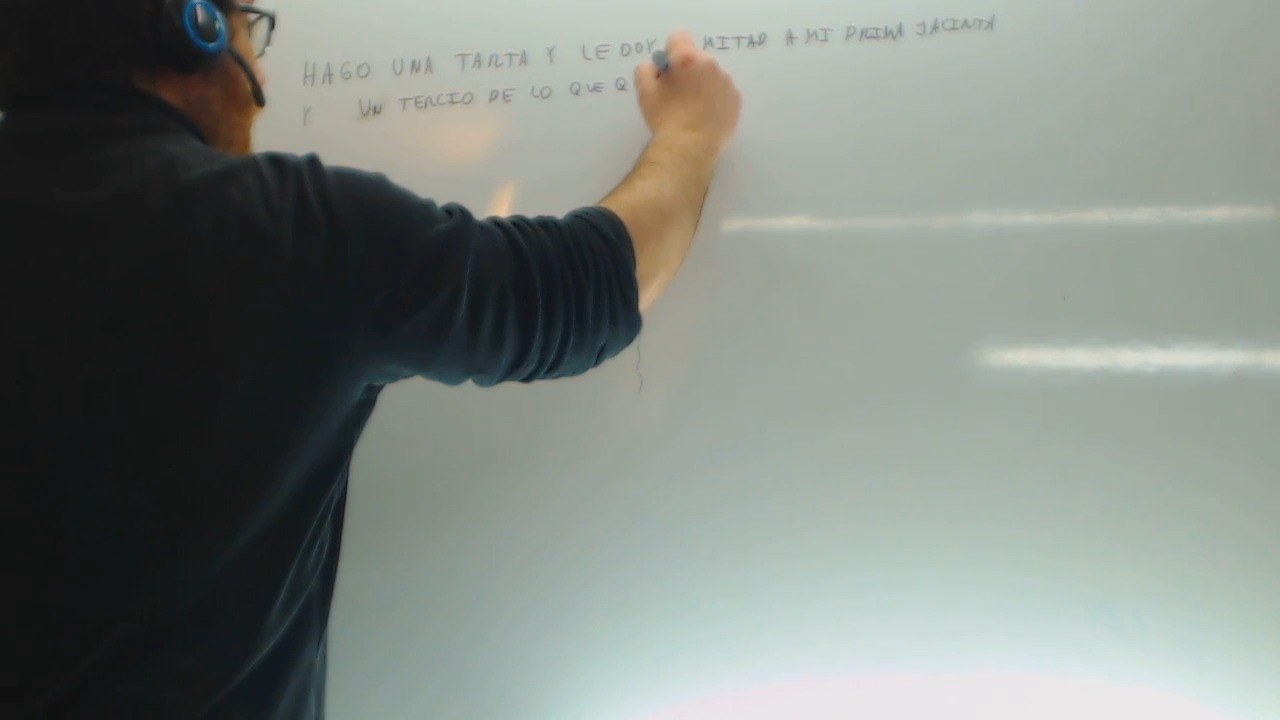 HAGO UNA TARTA Y LE DOY MITAD A MI PRIMA JACINTA
Y UN TERCIO DE LO QUE Q